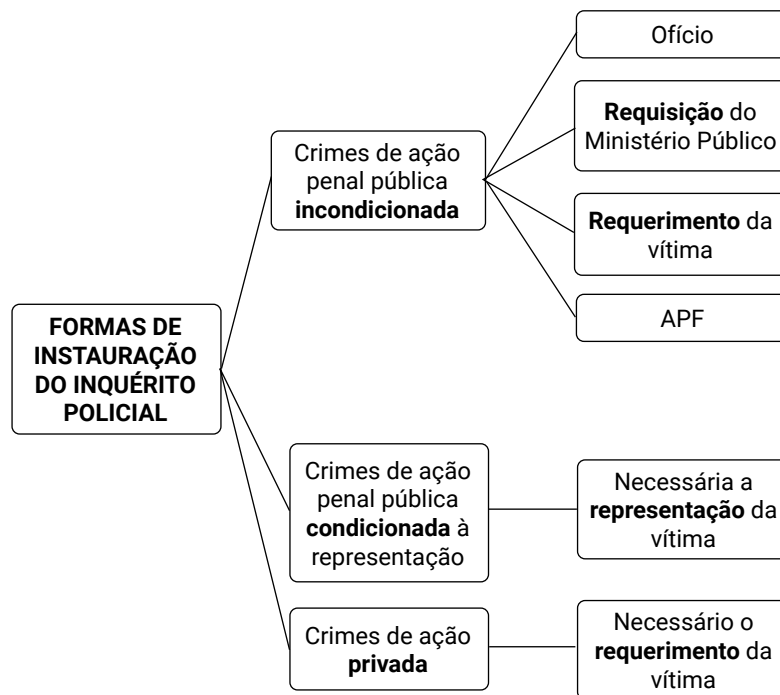 FORMAS DE
INSTAURAÇÃO
DO INQUÉRITO
POLICIAL
Crimes de ação
penal pública
incondicionada
Ofício
Requisição do
Ministério Público
Requerimento da
vítima
APF
Crimes de ação
penal pública
condicionada à
representação
Necessária a
representação da
vítima
Crimes de ação
privada
Necessário o
requerimento da
vítima